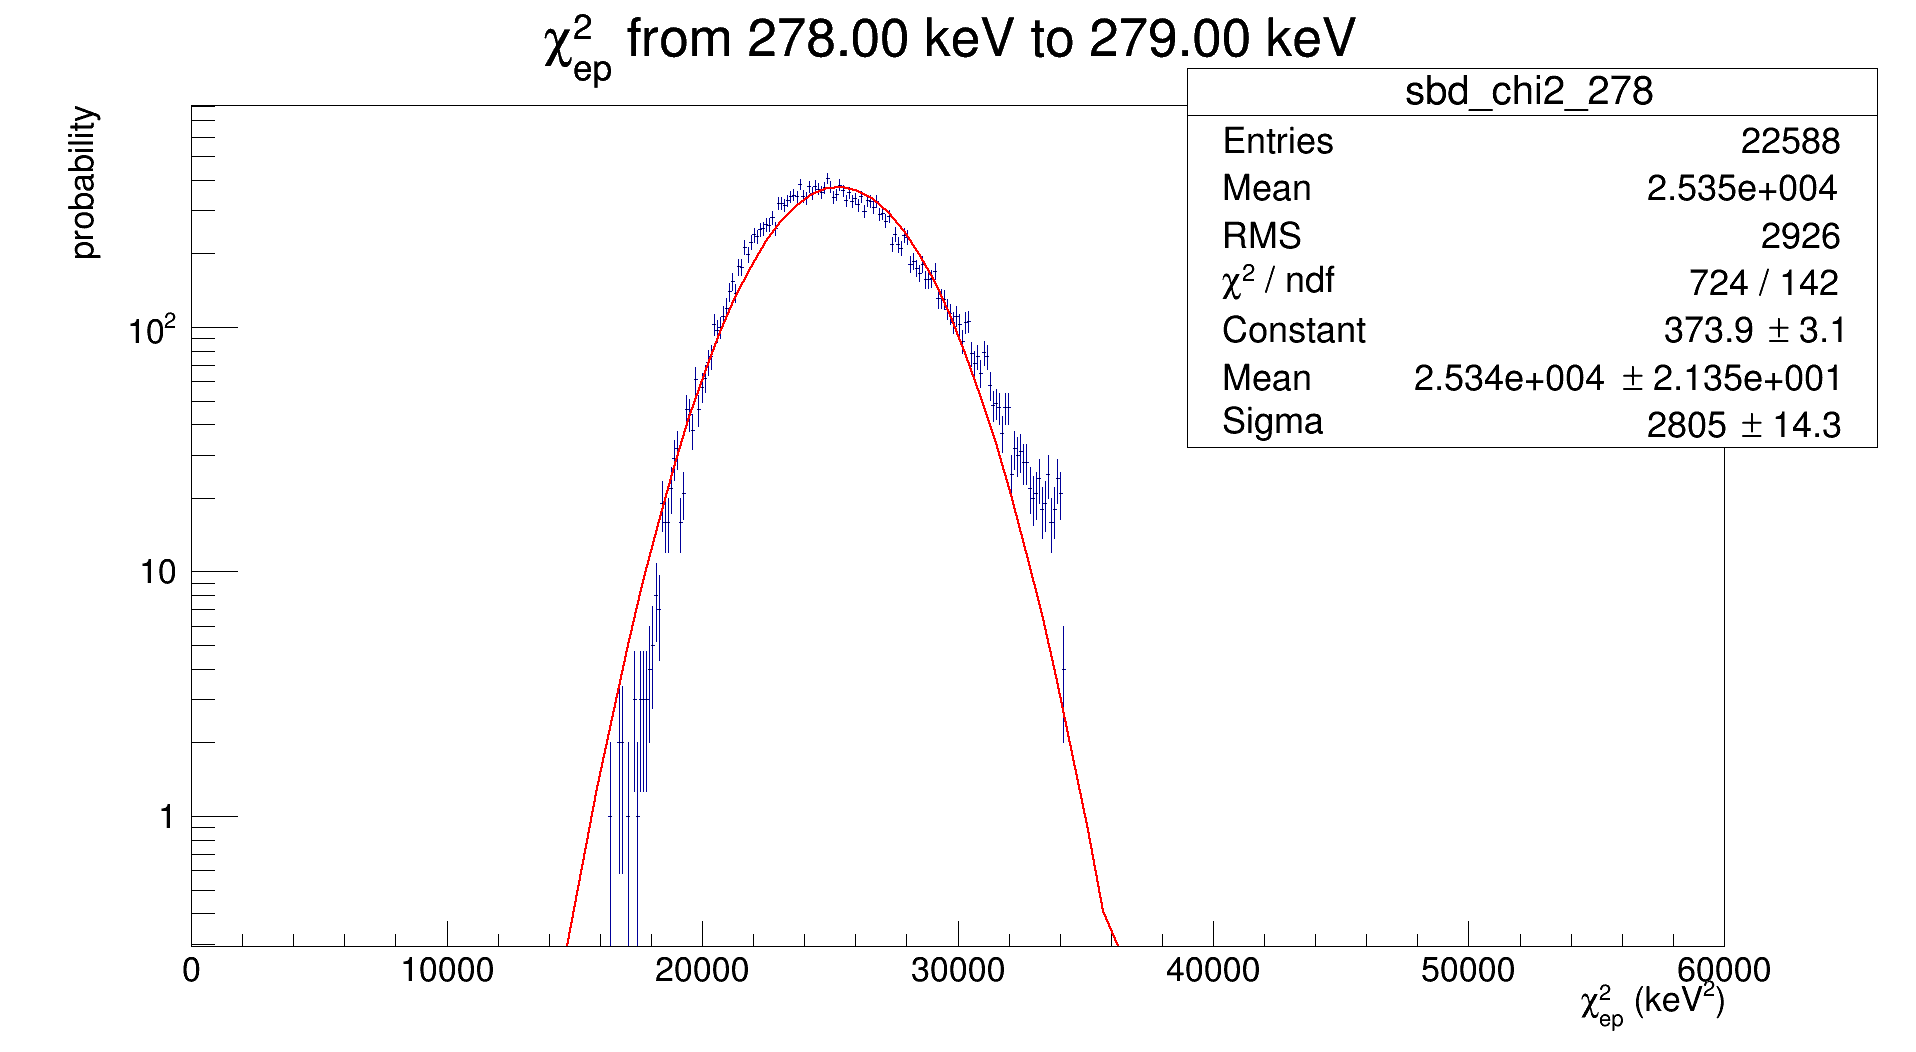 χ²ep from 278.00 keV to 279.00 keV
probability
sbd_chi2_278
Entries 22588
Mean 2.535e+004
RMS 2926
χ² / ndf 724 / 142
Constant 373.9 ± 3.1
Mean 2.534e+004 ± 2.135e+001
Sigma 2805 ± 14.3
10²
10
1
0 10000 20000 30000 40000 50000 60000
χ²ep (keV²)